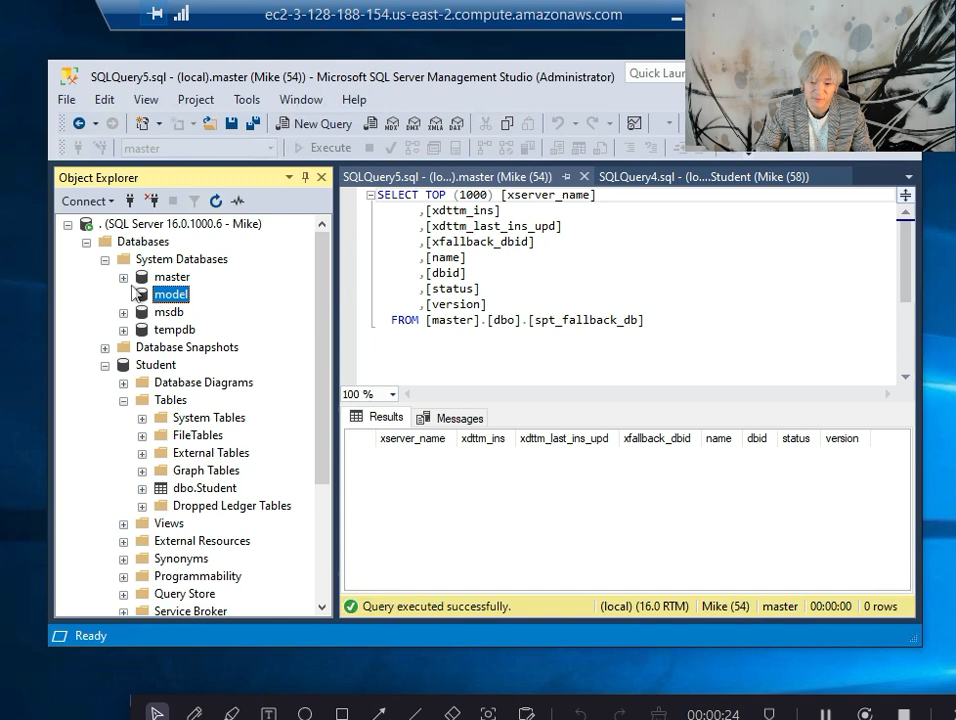 ec2-3-128-188-154.us-east-2.compute.amazonaws.com
SQLQuery5.sql - (local).master (Mike (54)) - Microsoft SQL Server Management Studio (Administrator)
Quick Laun
File Edit View Project Tools Window Help
New Query
MDX DMX XMLA DAX
master
Execute
Object Explorer
Connect
. (SQL Server 16.0.1000.6 - Mike)
Databases
System Databases
master
model
msdb
tempdb
Database Snapshots
Student
Database Diagrams
Tables
System Tables
FileTables
External Tables
Graph Tables
dbo.Student
Dropped Ledger Tables
Views
External Resources
Synonyms
Programmability
Query Store
Service Broker
SQLQuery5.sql - (lo...).master (Mike (54))
SQLQuery4.sql - (lo....Student (Mike (58))
SELECT TOP (1000) [xserver_name]
,[xdttm_ins]
,[xdttm_last_ins_upd]
,[xfallback_dbid]
,[name]
,[dbid]
,[status]
,[version]
FROM [master].[dbo].[spt_fallback_db]
100 %
Results Messages
xserver_name xdttm_ins xdttm_last_ins_upd xfallback_dbid name dbid status version
Query executed successfully. (local) (16.0 RTM) Mike (54) master 00:00:00 0 rows
Ready
T
00:00:24